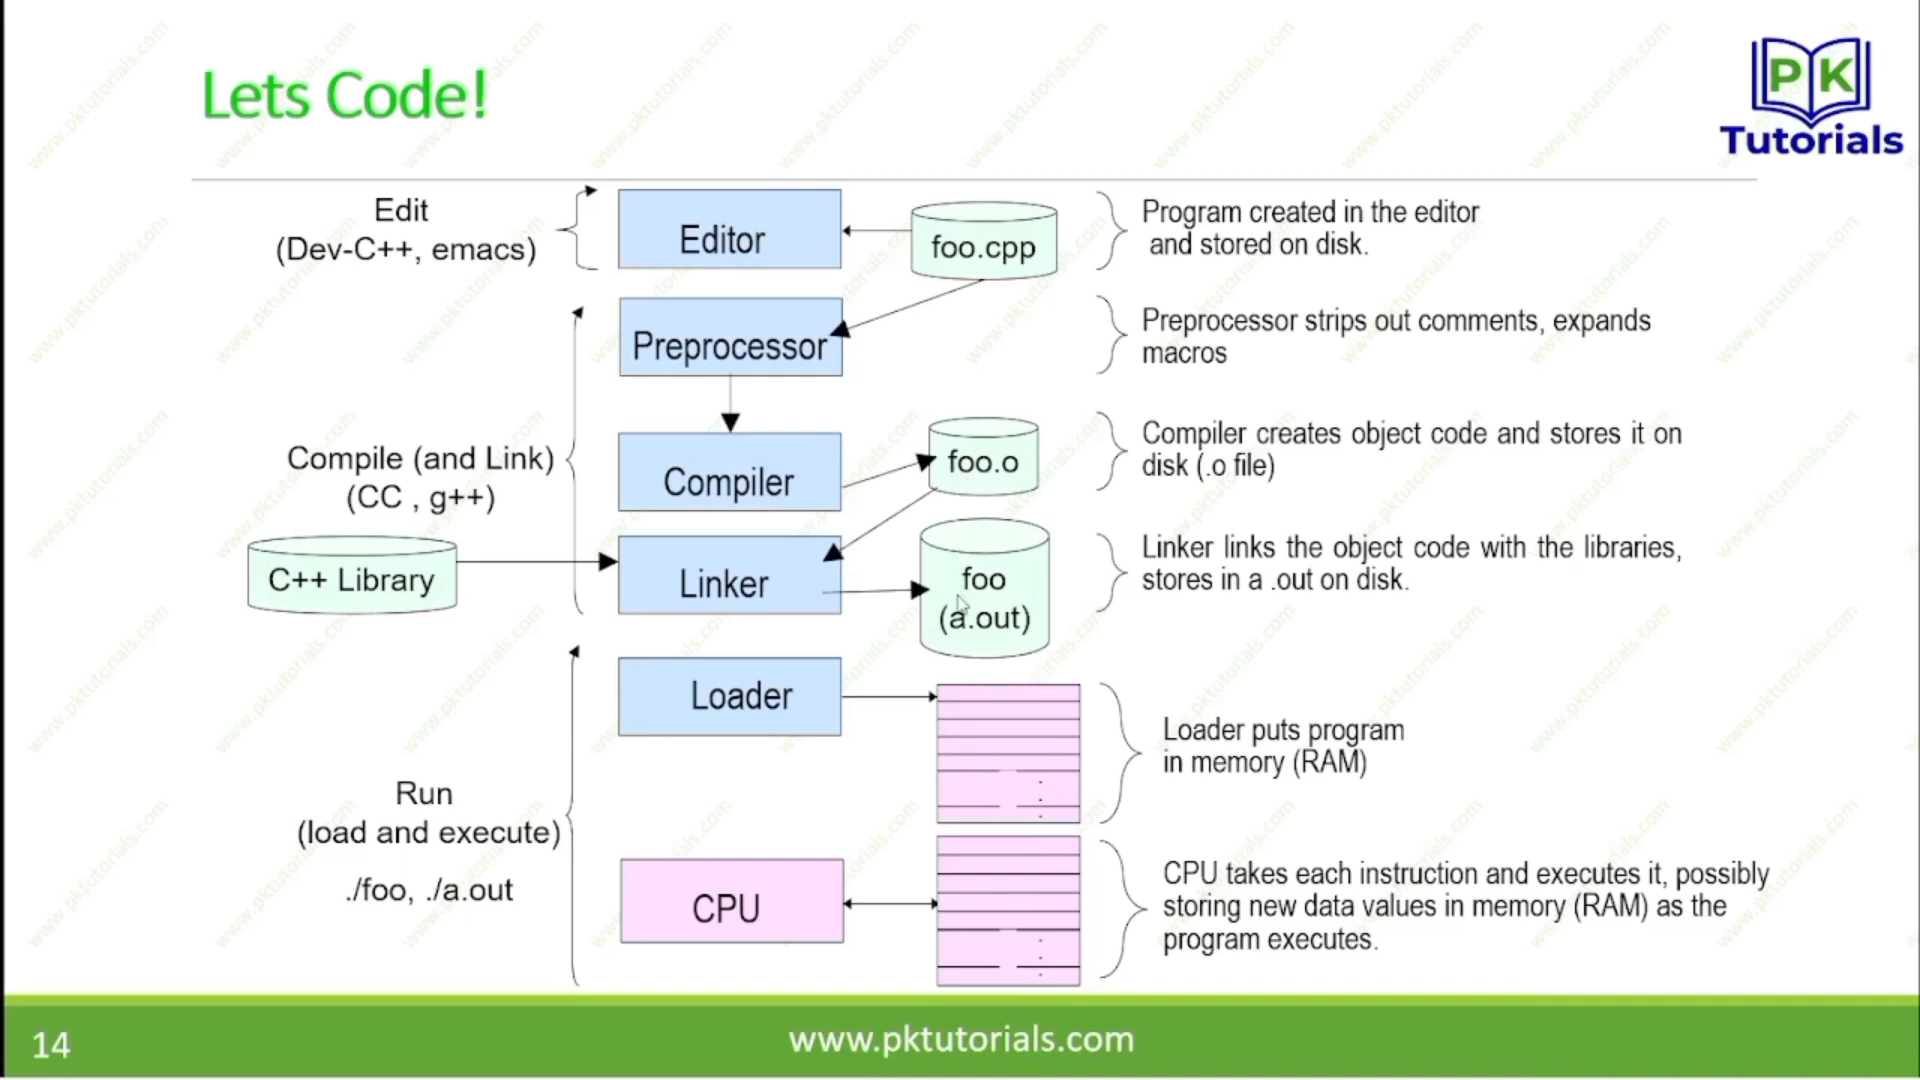 Lets Code!
PK
Tutorials
Edit
(Dev-C++, emacs)
Editor
foo.cpp
Program created in the editor
and stored on disk.
Preprocessor
Preprocessor strips out comments, expands
macros
Compile (and Link)
(CC , g++)
Compiler
foo.o
Compiler creates object code and stores it on
disk (.o file)
C++ Library
Linker
foo
(a.out)
Linker links the object code with the libraries,
stores in a .out on disk.
Loader
Loader puts program
in memory (RAM)
Run
(load and execute)
./foo, ./a.out
CPU
CPU takes each instruction and executes it, possibly
storing new data values in memory (RAM) as the
program executes.
14
www.pktutorials.com